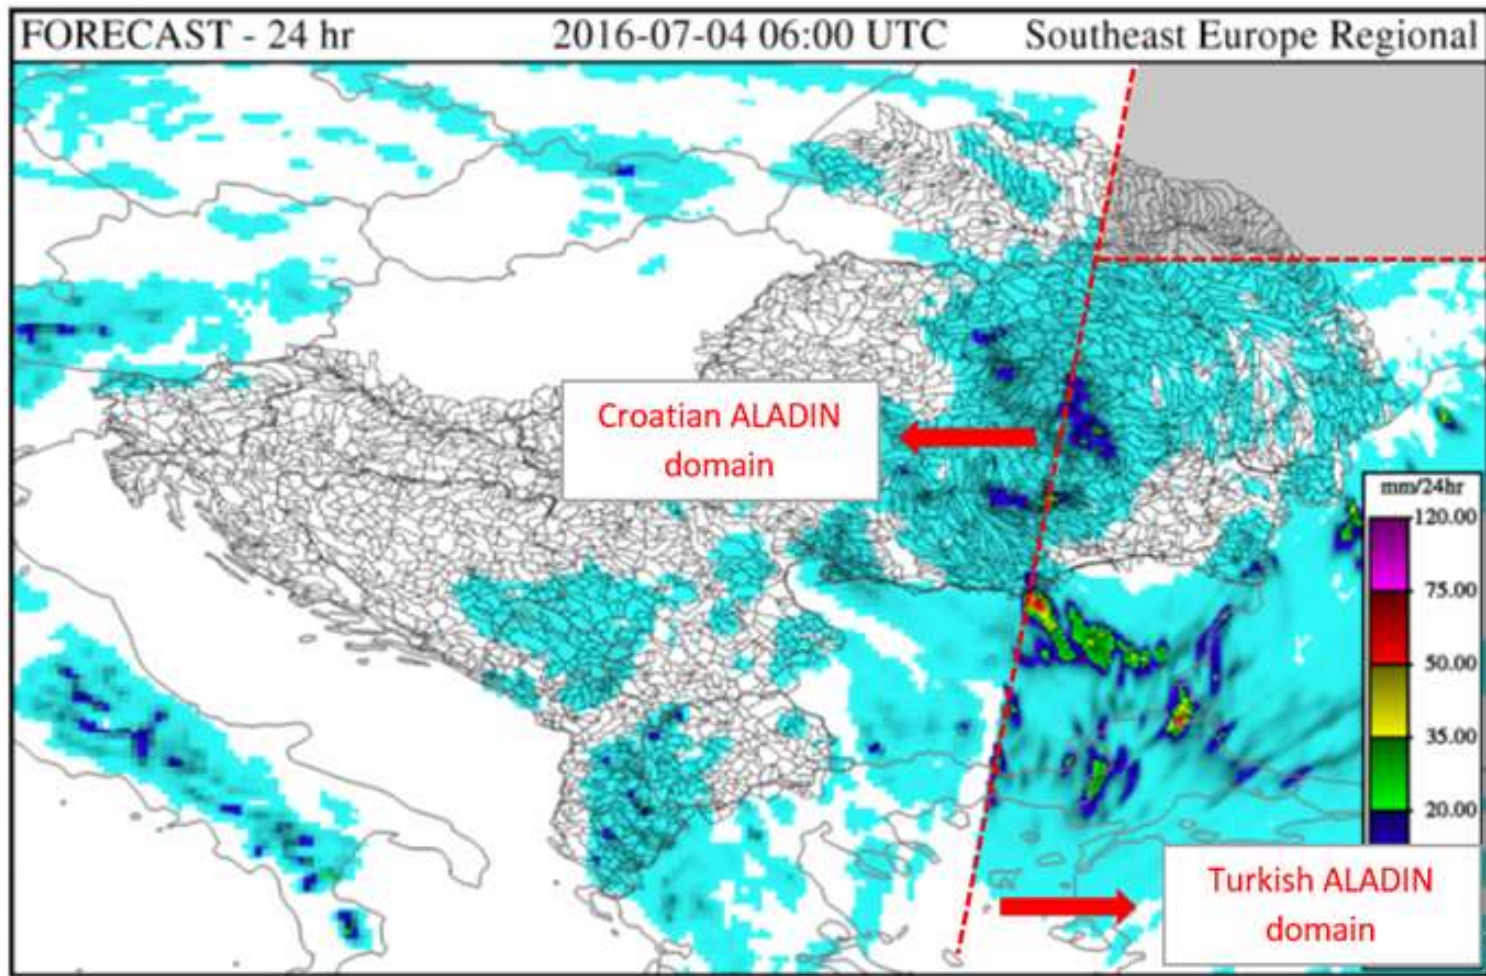 FORECAST - 24 hr 2016-07-04 06:00 UTC Southeast Europe Regional
Croatian ALADIN
domain
mm/24hr
120.00
75.00
50.00
35.00
20.00
Turkish ALADIN
domain